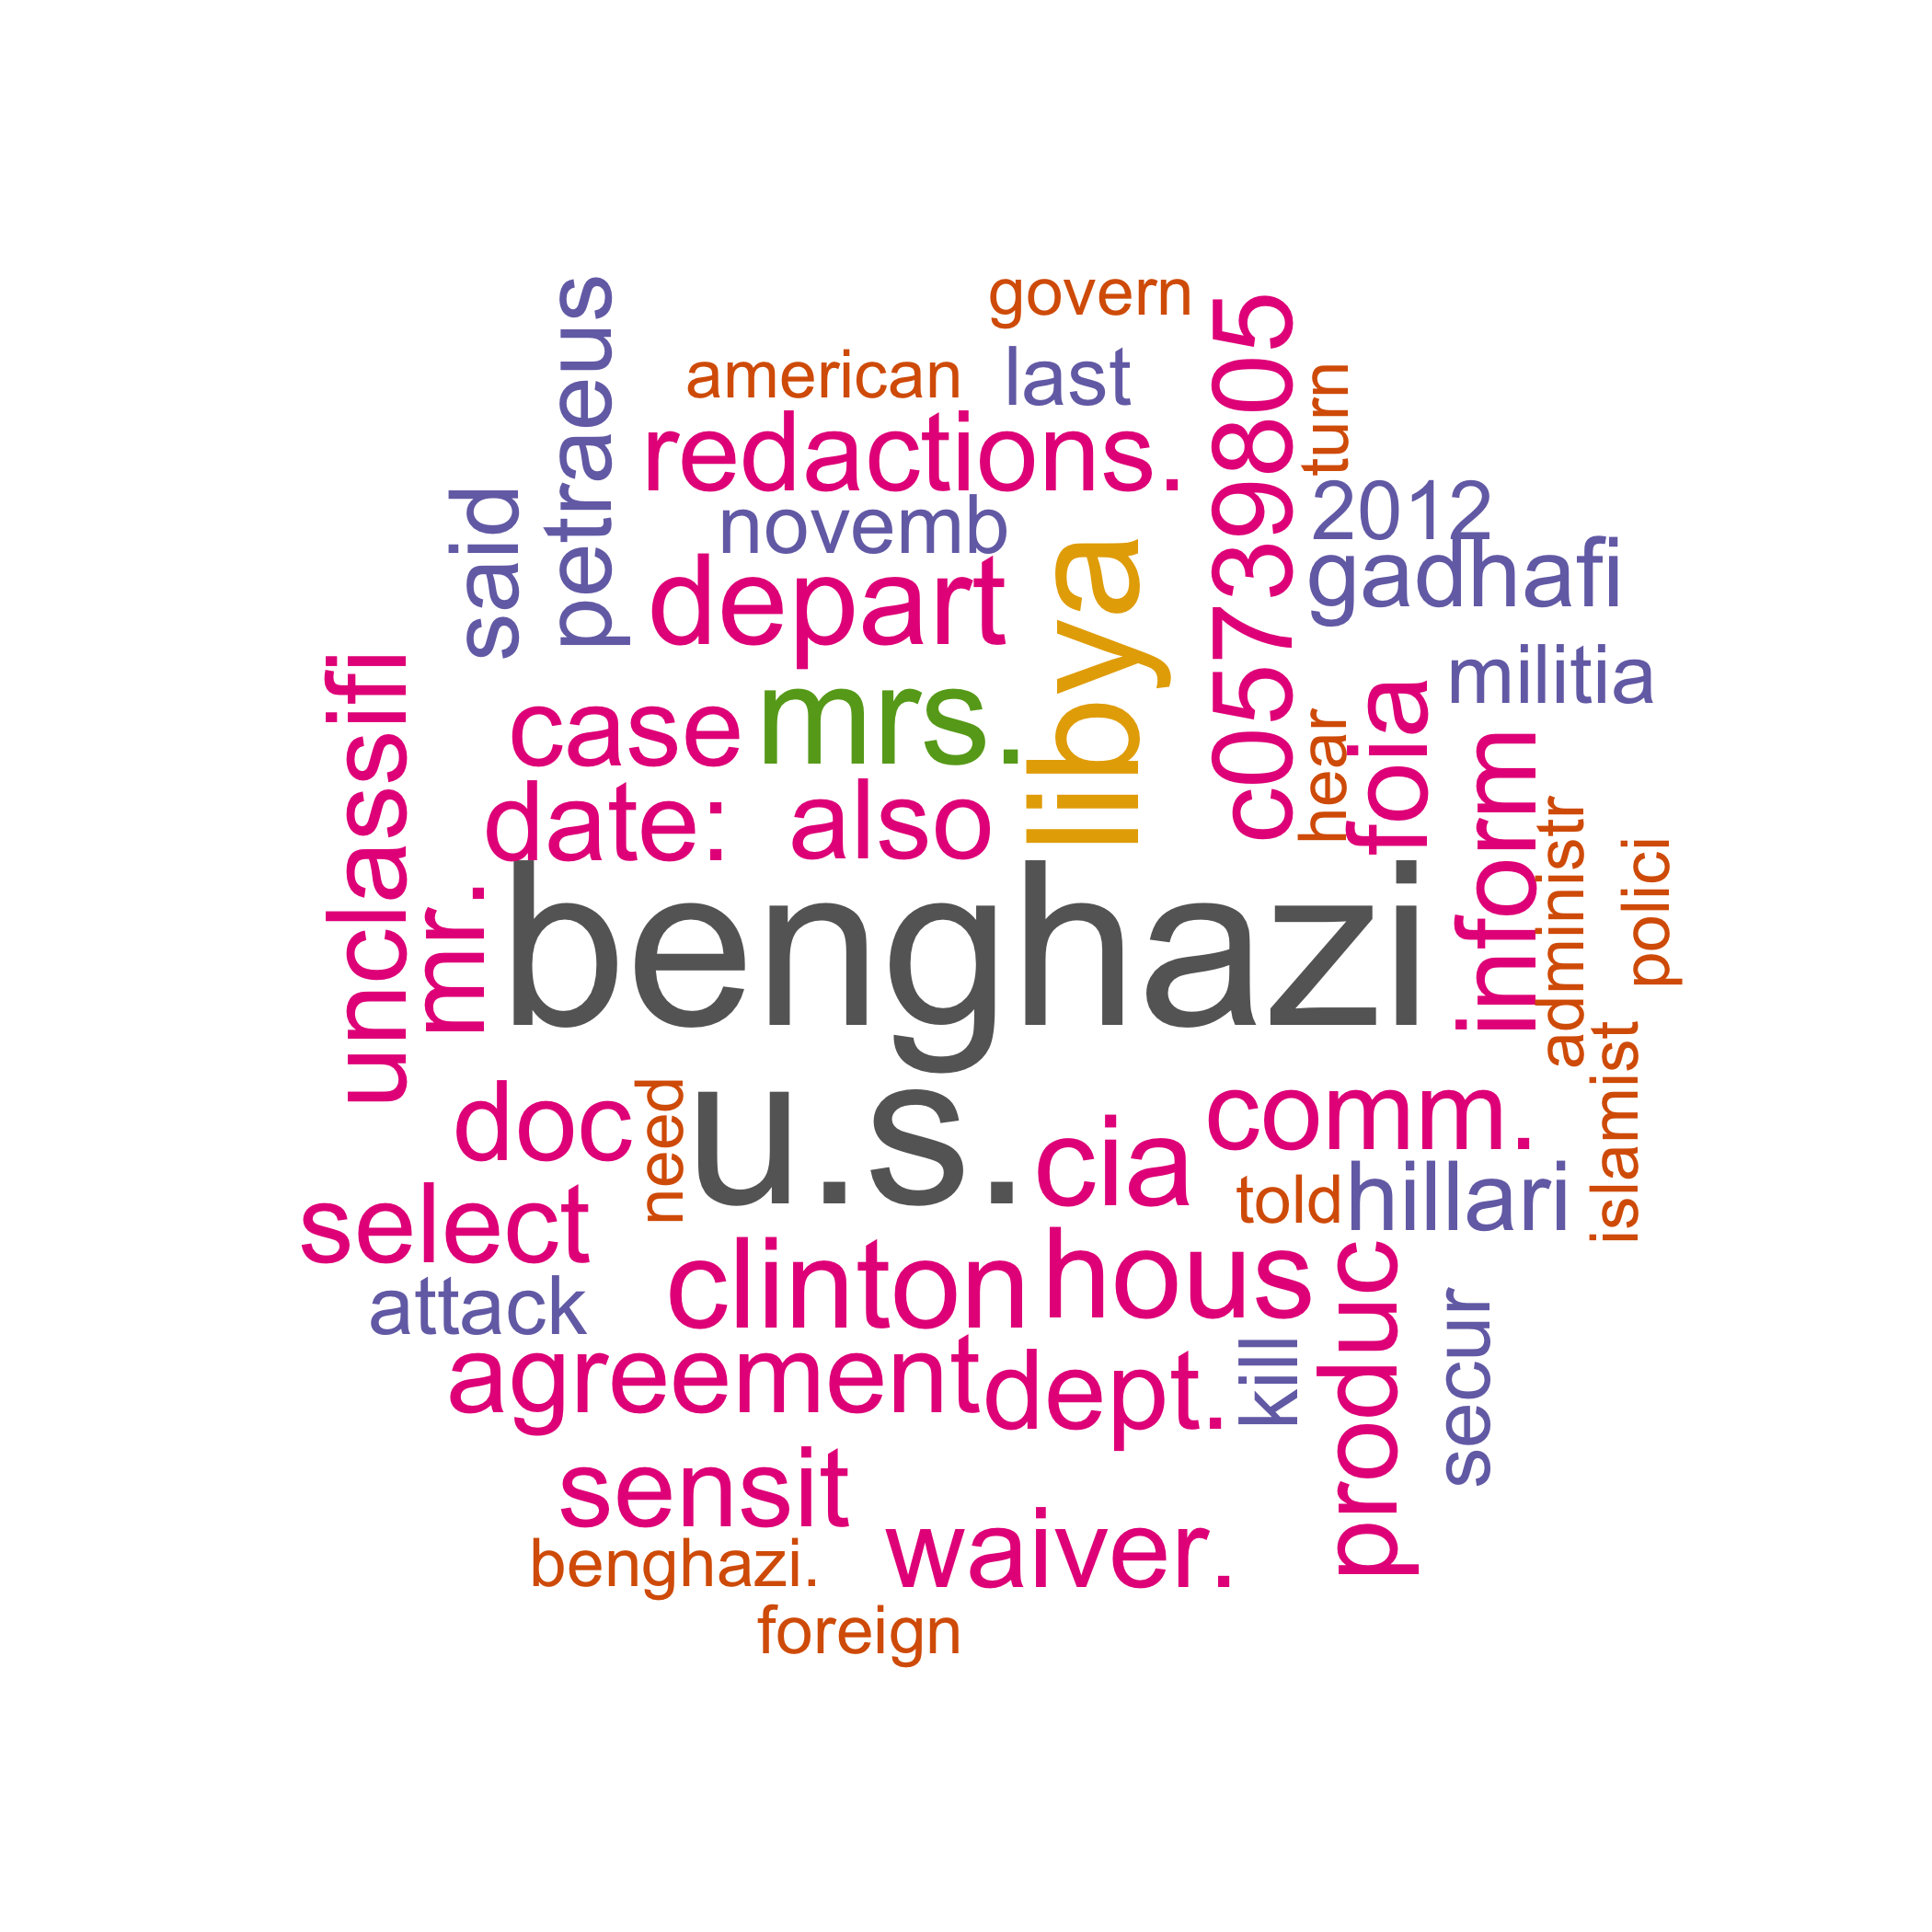 govern
american
last
petraeus
c05739805
turn
redactions.
2012
said
novemb
gadhafi
depart
libya
unclassifi
militia
case
mrs.
hear
foia
inform
date:
also
administr
polici
mr.
benghazi
islamist
doc
need
u.s.
cia
comm.
select
told
hillari
attack
clinton
hous
produc
secur
agreement
dept.
kill
sensit
waiver.
benghazi.
foreign